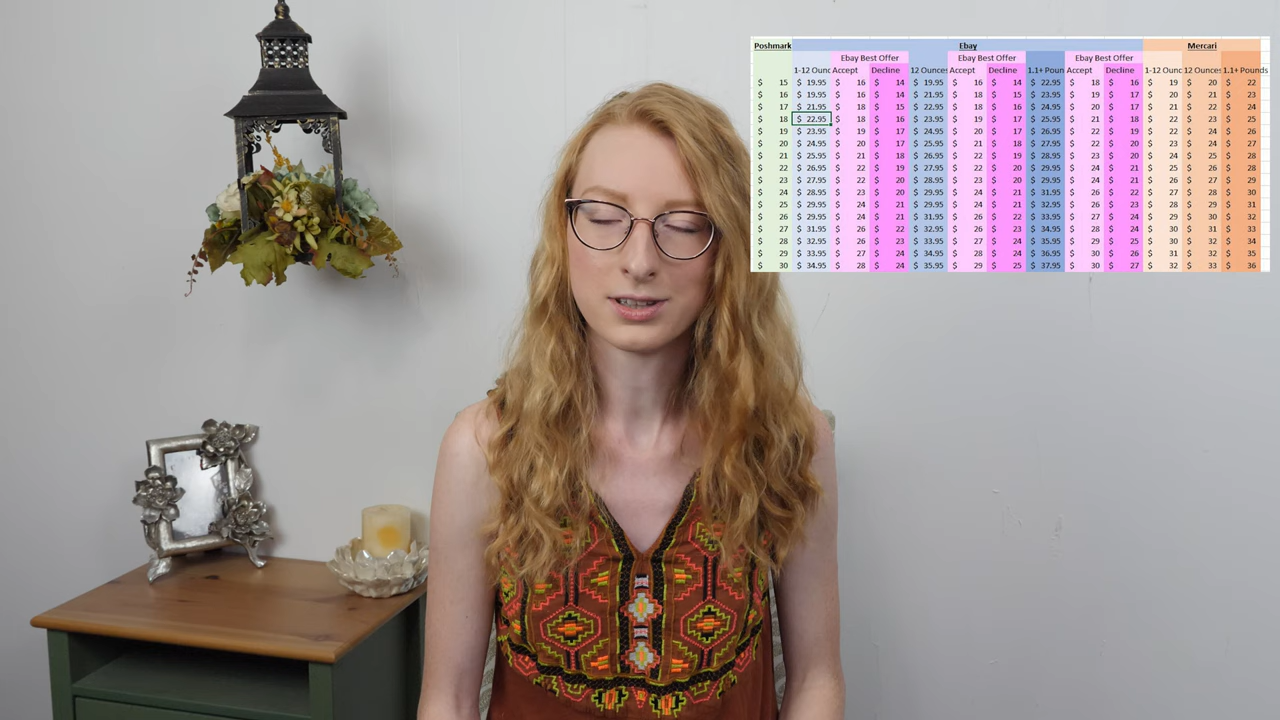 Poshmark Ebay Mercari
Ebay Best Offer Ebay Best Offer Ebay Best Offer
1-12 Ounc Accept Decline 12 Ounces Accept Decline 1.1+ Poun Accept Decline 1-12 Ounc 12 Ounces 1.1+ Pounds
$ 15 $ 19.95 $ 16 $ 14 $ 19.95 $ 16 $ 14 $ 22.95 $ 18 $ 16 $ 19 $ 20 $ 22
$ 16 $ 19.95 $ 16 $ 14 $ 21.95 $ 18 $ 15 $ 23.95 $ 19 $ 17 $ 20 $ 21 $ 23
$ 17 $ 21.95 $ 18 $ 15 $ 22.95 $ 18 $ 16 $ 24.95 $ 20 $ 17 $ 21 $ 22 $ 24
$ 18 $ 22.95 $ 18 $ 16 $ 23.95 $ 19 $ 17 $ 26.95 $ 21 $ 18 $ 22 $ 23 $ 25
$ 19 $ 23.95 $ 19 $ 17 $ 24.95 $ 20 $ 17 $ 26.95 $ 22 $ 19 $ 22 $ 24 $ 26
$ 20 $ 24.95 $ 20 $ 17 $ 25.95 $ 21 $ 18 $ 27.95 $ 22 $ 19 $ 23 $ 24 $ 27
$ 21 $ 25.95 $ 21 $ 18 $ 26.95 $ 22 $ 19 $ 28.95 $ 23 $ 20 $ 24 $ 25 $ 28
$ 22 $ 26.95 $ 22 $ 19 $ 27.95 $ 22 $ 20 $ 29.95 $ 24 $ 21 $ 25 $ 26 $ 28
$ 23 $ 27.95 $ 22 $ 20 $ 28.95 $ 23 $ 20 $ 29.95 $ 24 $ 21 $ 26 $ 27 $ 29
$ 24 $ 28.95 $ 23 $ 20 $ 29.95 $ 24 $ 21 $ 31.95 $ 26 $ 22 $ 27 $ 28 $ 30
$ 25 $ 29.95 $ 24 $ 21 $ 29.95 $ 24 $ 21 $ 32.95 $ 26 $ 23 $ 28 $ 29 $ 31
$ 26 $ 29.95 $ 24 $ 21 $ 31.95 $ 26 $ 22 $ 33.95 $ 27 $ 24 $ 29 $ 30 $ 32
$ 27 $ 31.95 $ 26 $ 22 $ 32.95 $ 26 $ 23 $ 34.95 $ 28 $ 24 $ 30 $ 31 $ 33
$ 28 $ 32.95 $ 26 $ 23 $ 33.95 $ 27 $ 24 $ 35.95 $ 29 $ 25 $ 30 $ 32 $ 34
$ 29 $ 33.95 $ 27 $ 24 $ 34.95 $ 28 $ 24 $ 36.95 $ 30 $ 26 $ 31 $ 32 $ 35
$ 30 $ 34.95 $ 28 $ 24 $ 35.95 $ 29 $ 25 $ 37.95 $ 30 $ 27 $ 32 $ 33 $ 36